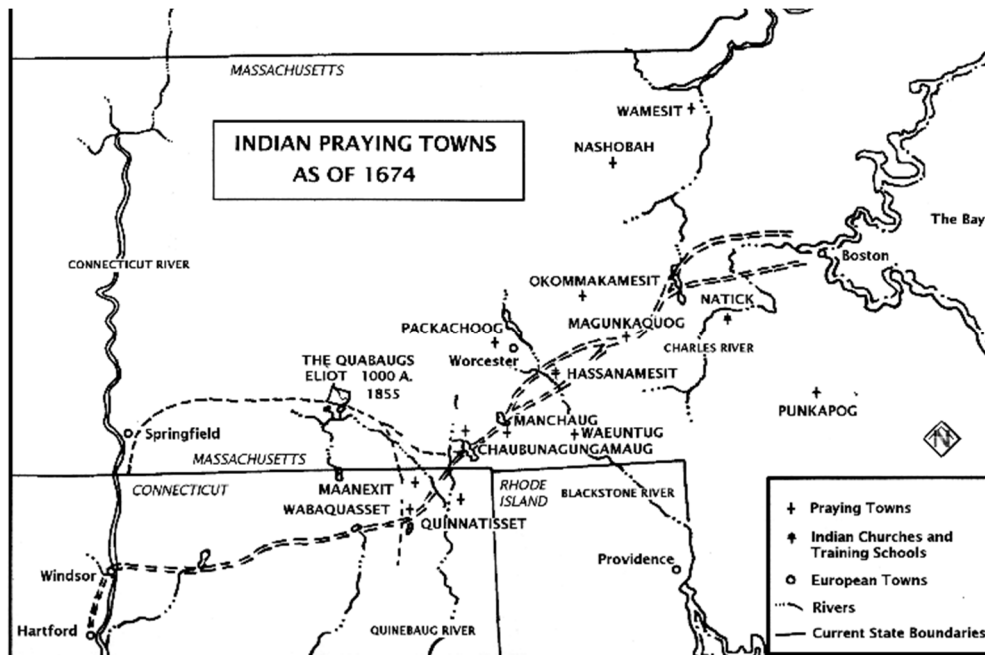 MASSACHUSETTS
INDIAN PRAYING TOWNS
AS OF 1674
WAMESIT
NASHOBAH
The Bay
CONNECTICUT RIVER
Boston
OKOMMAKAMESIT
NATICK
MAGUNKAQUOG
PACKACHOOG
CHARLES RIVER
Worcester
THE QUABAUGS
ELIOT 1000 A.
1855
HASSANAMESIT
PUNKAPOG
MANCHAUG
Springfield
WAEUNTUG
CHAUBUNAGUNGAMAUG
MASSACHUSETTS
CONNECTICUT
MAANEXIT
RHODE
ISLAND
BLACKSTONE RIVER
WABAQUASSET
QUINNATISSET
Windsor
Providence
Hartford
QUINEBAUG RIVER
N
Praying Towns
Indian Churches and
Training Schools
European Towns
Rivers
Current State Boundaries